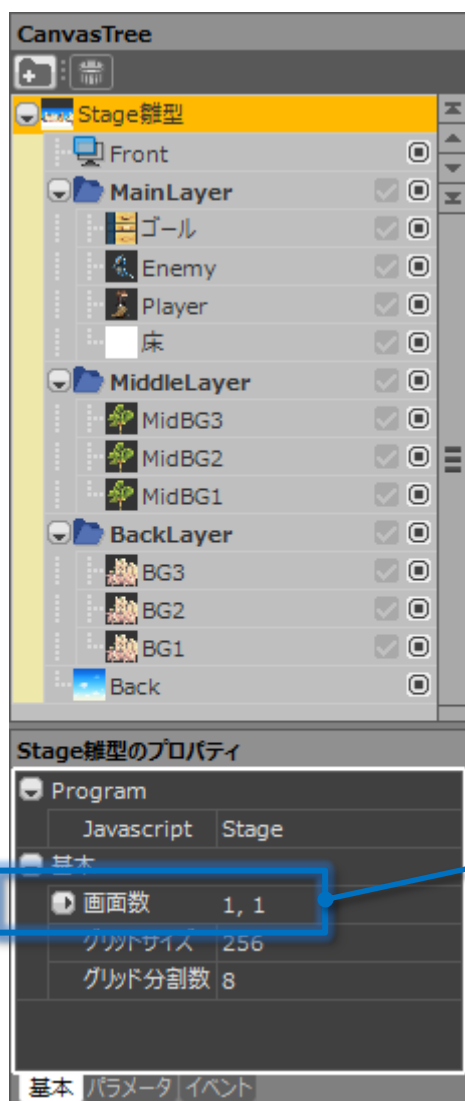 CanvasTree
Stage雛型
Front
MainLayer
ゴール
Enemy
Player
床
MiddleLayer
MidBG3
MidBG2
MidBG1
BackLayer
BG3
BG2
BG1
Back
Stage雛型のプロパティ
Program
Javascript Stage
基本
画面数 1, 1
グリッドサイズ 256
グリッド分割数 8
基本 パラメータ イベント